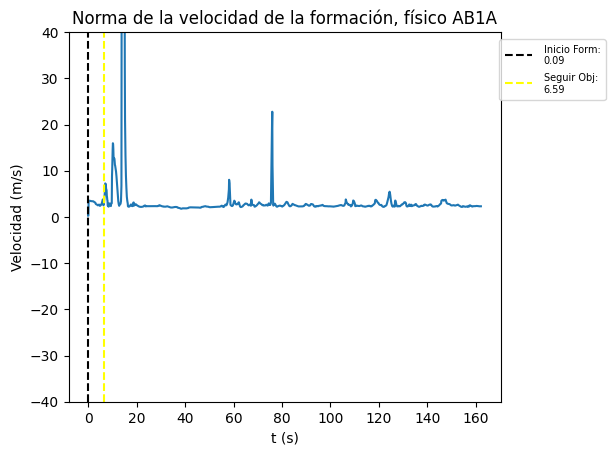 Norma de la velocidad de la formación, físico AB1A
Inicio Form:
0.09
Seguir Obj:
6.59
Velocidad (m/s)
40
30
20
10
0
−10
−20
−30
−40
0 20 40 60 80 100 120 140 160
t (s)